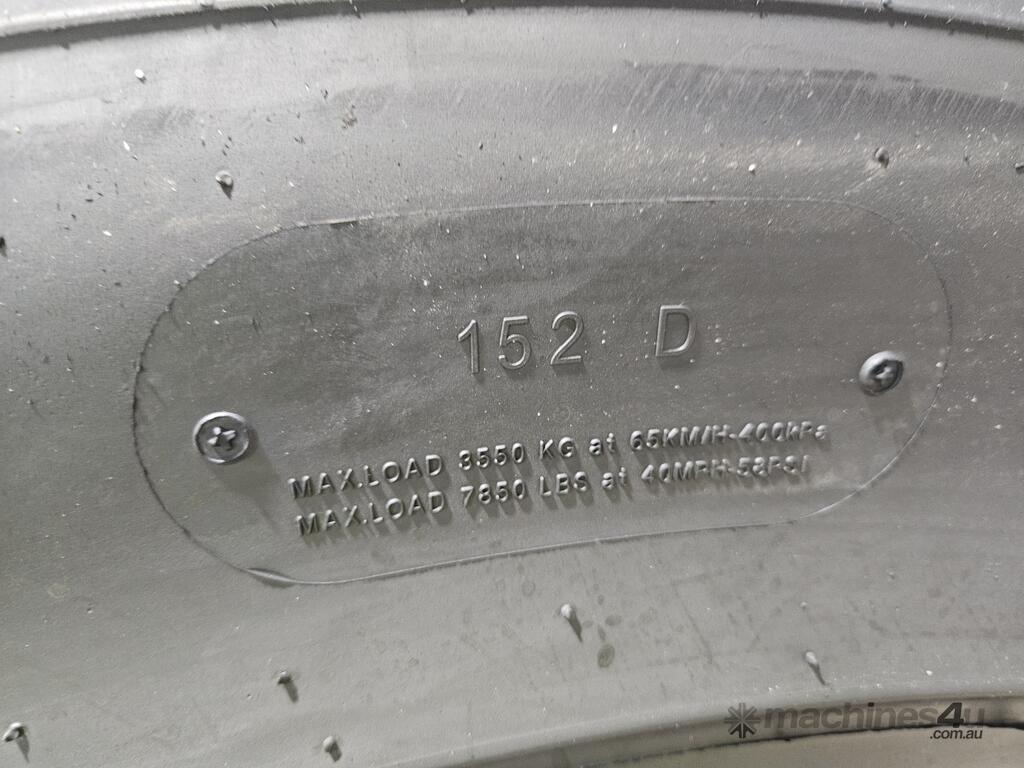 152 D
MAX.LOAD 3550 KG at 65KM/H-400kPa
MAX.LOAD 7850 LBS at 40MPH-58PSI
machines4u
.com.au